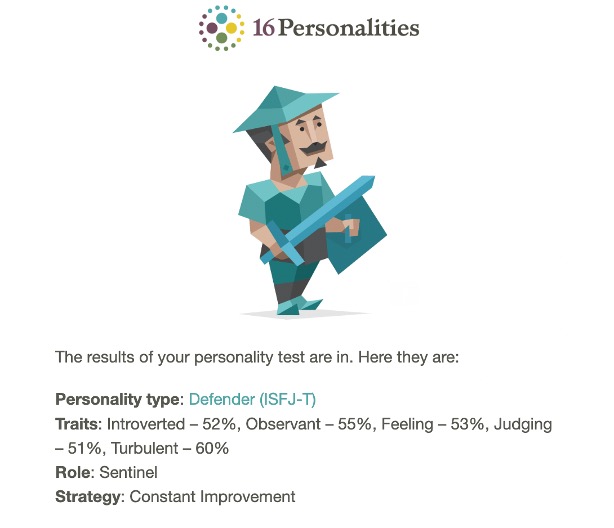 16Personalities
The results of your personality test are in. Here they are:
Personality type: Defender (ISFJ-T)
Traits: Introverted – 52%, Observant – 55%, Feeling – 53%, Judging
– 51%, Turbulent – 60%
Role: Sentinel
Strategy: Constant Improvement